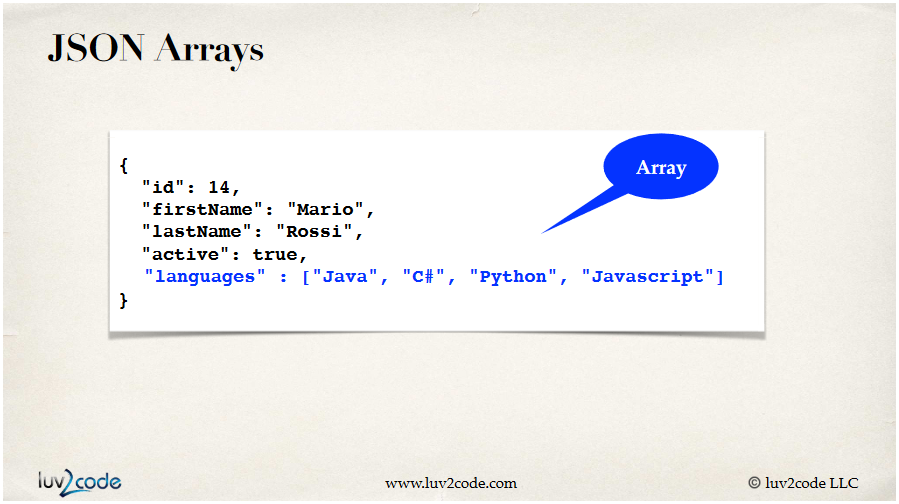 JSON Arrays
{
"id": 14,
"firstName": "Mario",
"lastName": "Rossi",
"active": true,
"languages" : ["Java", "C#", "Python", "Javascript"]
}
Array
luv2code
www.luv2code.com
© luv2code LLC